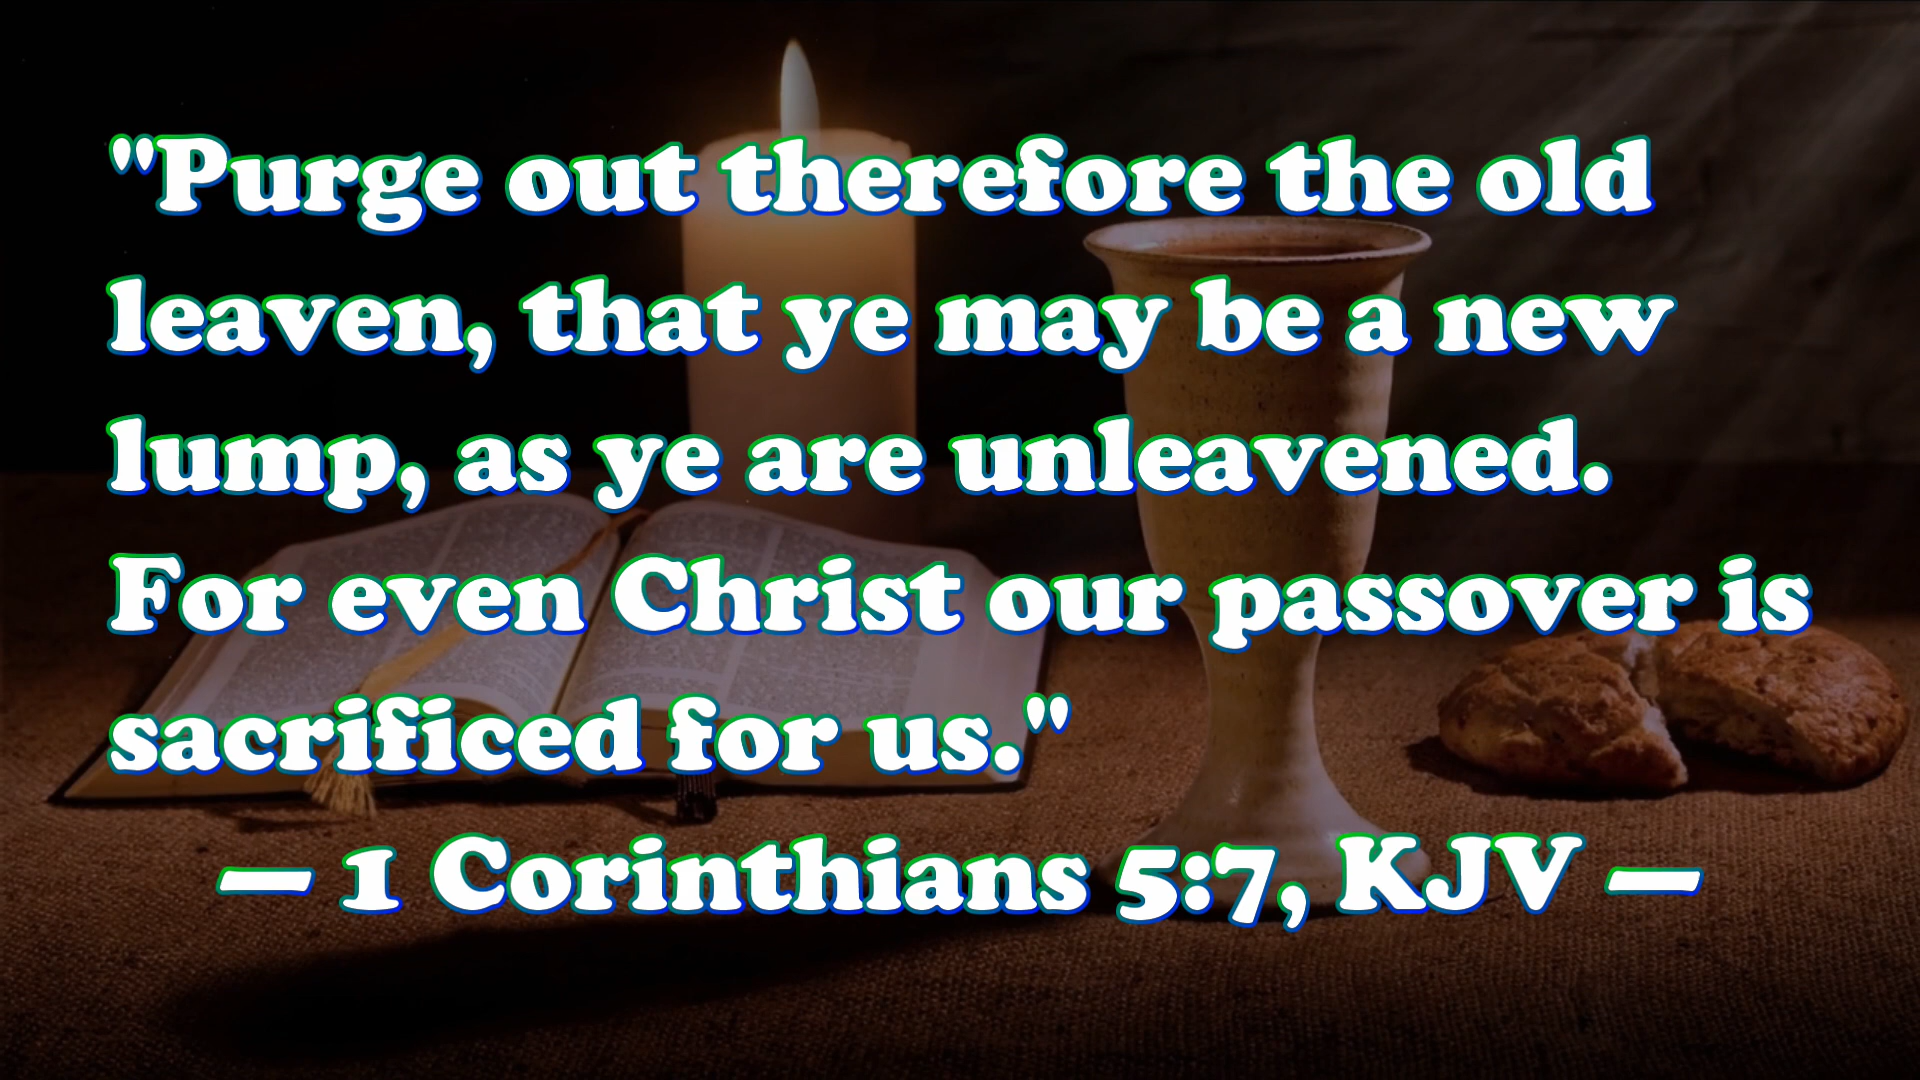 "Purge out therefore the old
leaven, that ye may be a new
lump, as ye are unleavened.
For even Christ our passover is
sacrificed for us."
— 1 Corinthians 5:7, KJV —